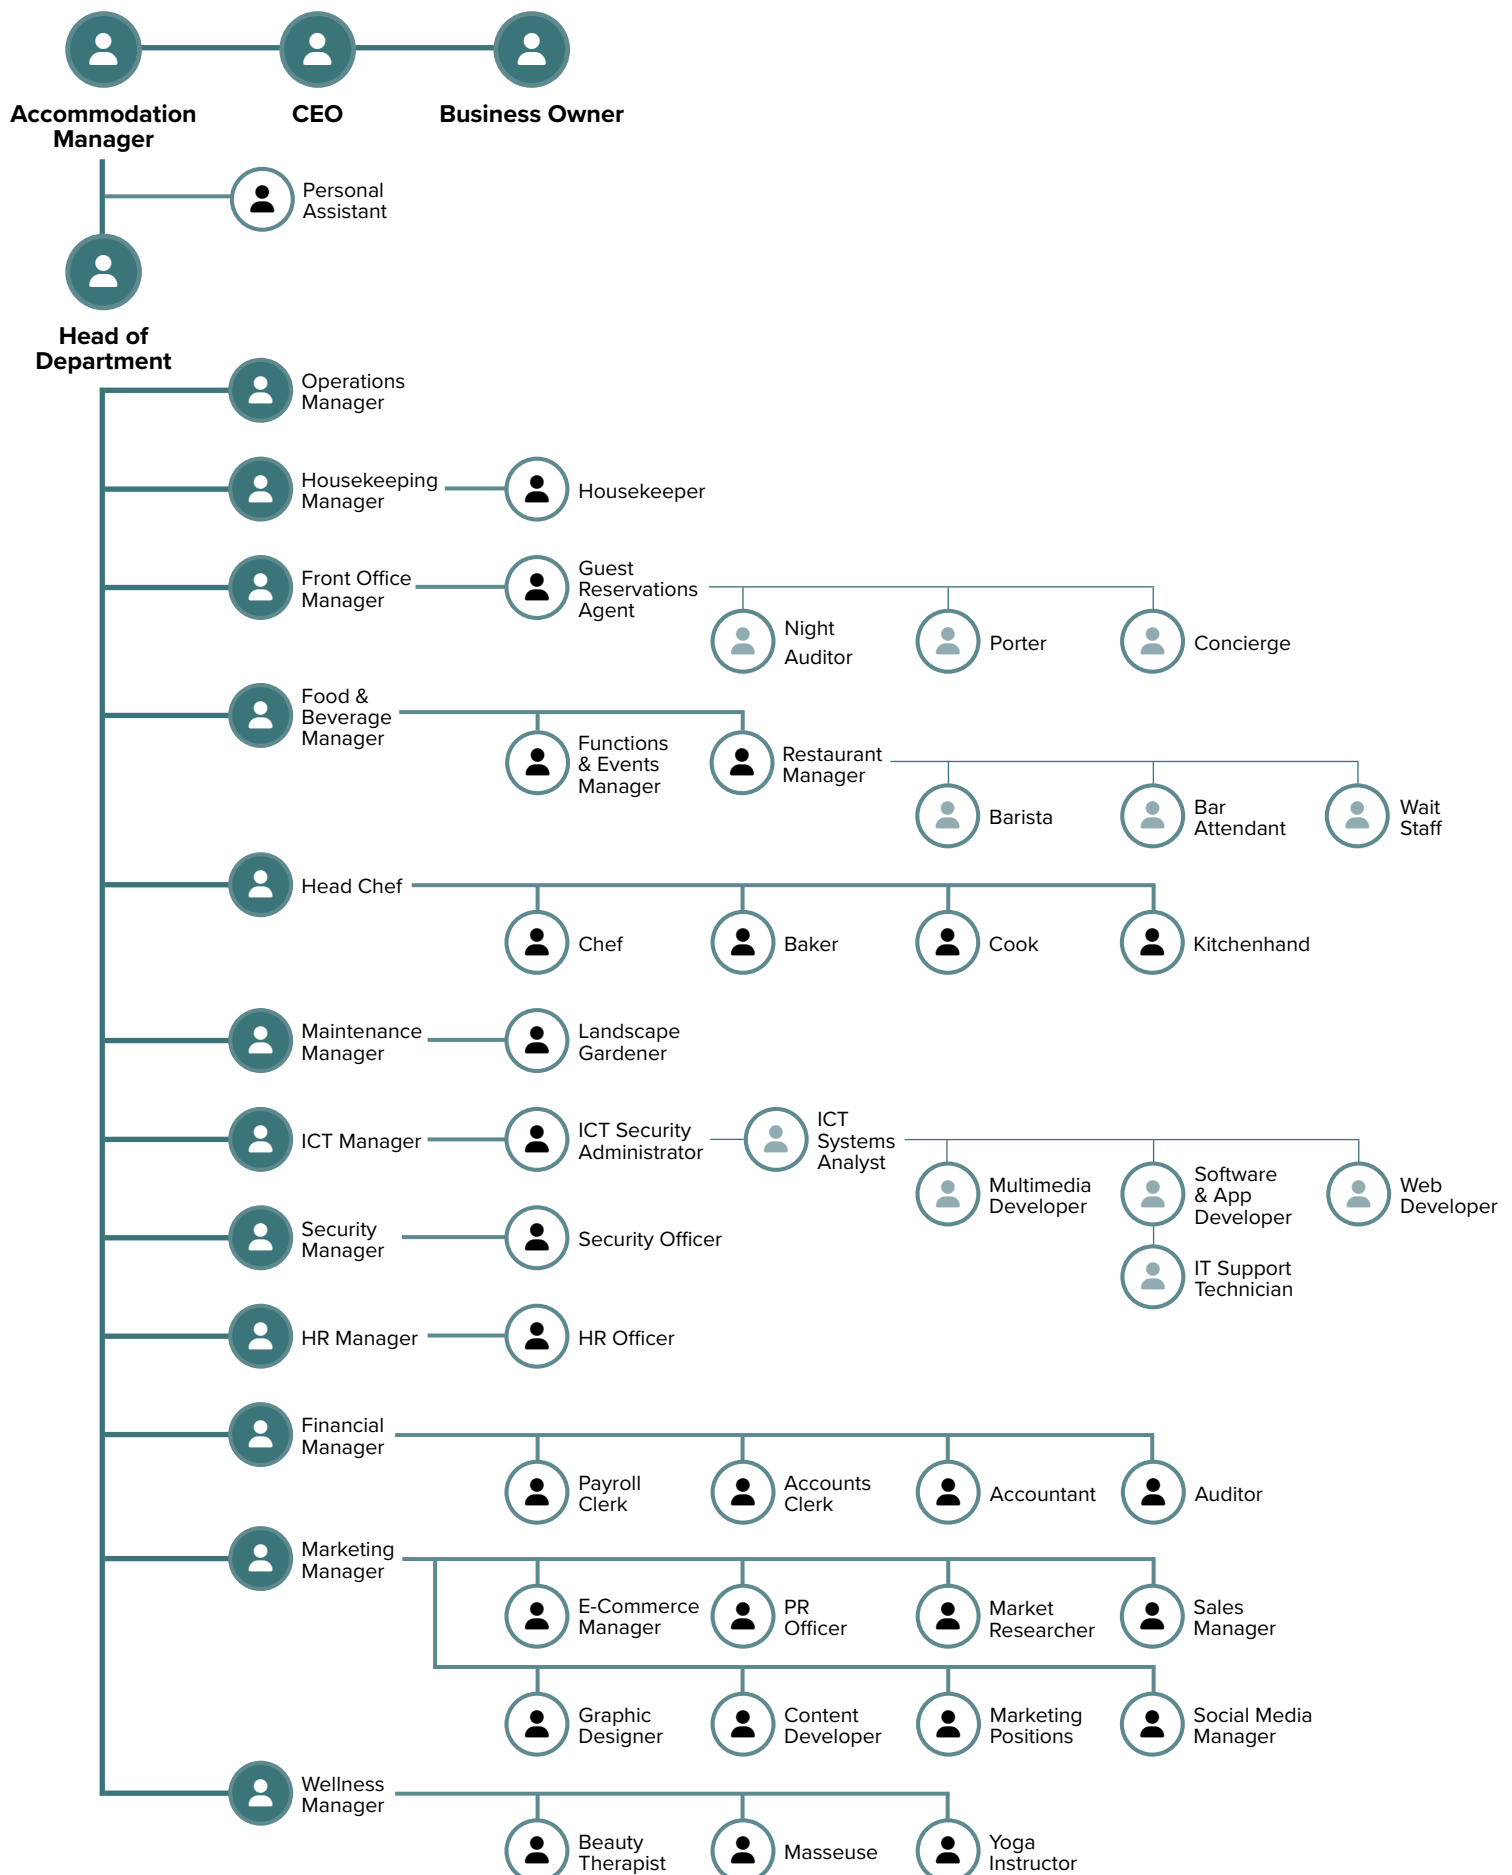 Accommodation
Manager
CEO
Business Owner
Personal
Assistant
Head of
Department
Operations
Manager
Housekeeping
Manager
Housekeeper
Front Office
Manager
Guest
Reservations
Agent
Night
Auditor
Porter
Concierge
Food &
Beverage
Manager
Functions
& Events
Manager
Restaurant
Manager
Barista
Bar
Attendant
Wait
Staff
Head Chef
Chef
Baker
Cook
Kitchenhand
Maintenance
Manager
Landscape
Gardener
ICT Manager
ICT Security
Administrator
ICT
Systems
Analyst
Multimedia
Developer
Software
& App
Developer
Web
Developer
IT Support
Technician
Security
Manager
Security Officer
HR Manager
HR Officer
Financial
Manager
Payroll
Clerk
Accounts
Clerk
Accountant
Auditor
Marketing
Manager
E-Commerce
Manager
PR
Officer
Market
Researcher
Sales
Manager
Graphic
Designer
Content
Developer
Marketing
Positions
Social Media
Manager
Wellness
Manager
Beauty
Therapist
Masseuse
Yoga
Instructor